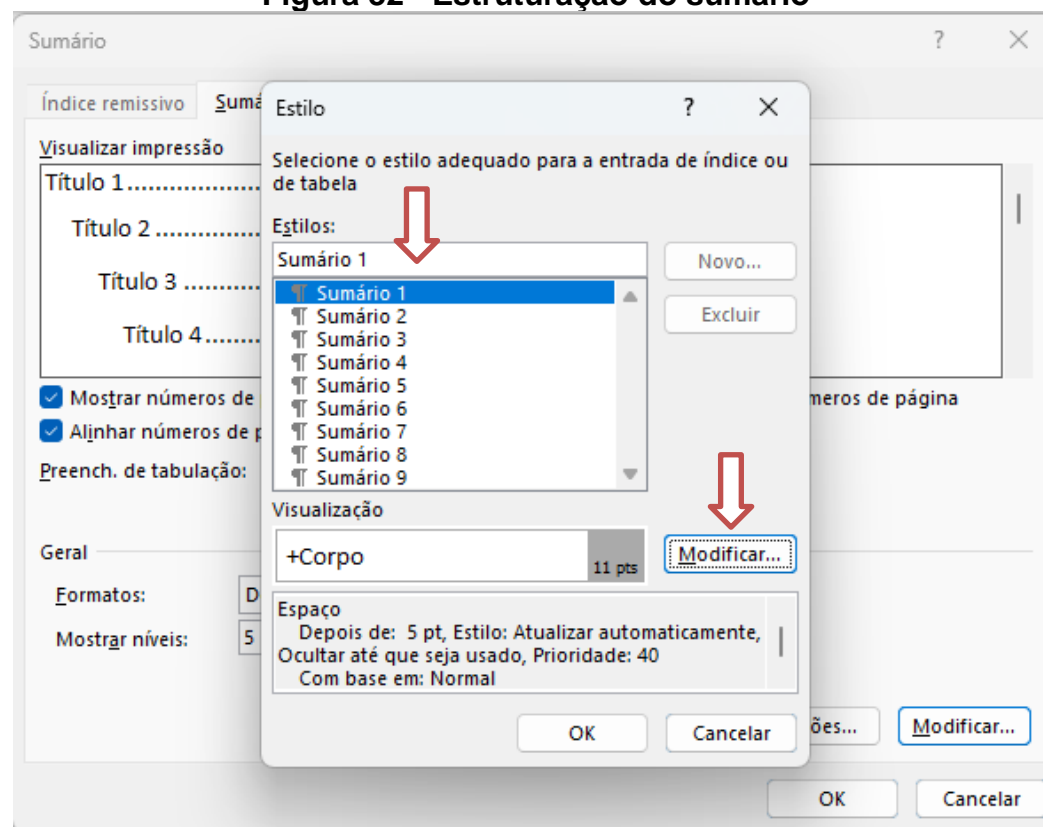 Figura 32 - Estruturação do sumário
Sumário
?
Índice remissivo
Sumá
Visualizar impressão
Título 1
Título 2
Título 3
Título 4
Mostrar números de
Alinhar números de p
Preench. de tabulação:
Geral
Formatos:
D
Mostrar níveis:
5
Estilo
?
Selecione o estilo adequado para a entrada de índice ou
de tabela
Estilos:
Sumário 1
Novo...
¶ Sumário 1
¶ Sumário 2
¶ Sumário 3
¶ Sumário 4
¶ Sumário 5
¶ Sumário 6
¶ Sumário 7
¶ Sumário 8
¶ Sumário 9
Excluir
Visualização
+Corpo
11 pts
Modificar...
Espaço
Depois de: 5 pt, Estilo: Atualizar automaticamente,
Ocultar até que seja usado, Prioridade: 40
Com base em: Normal
OK
Cancelar
meros de página
ões...
Modificar...
OK
Cancelar